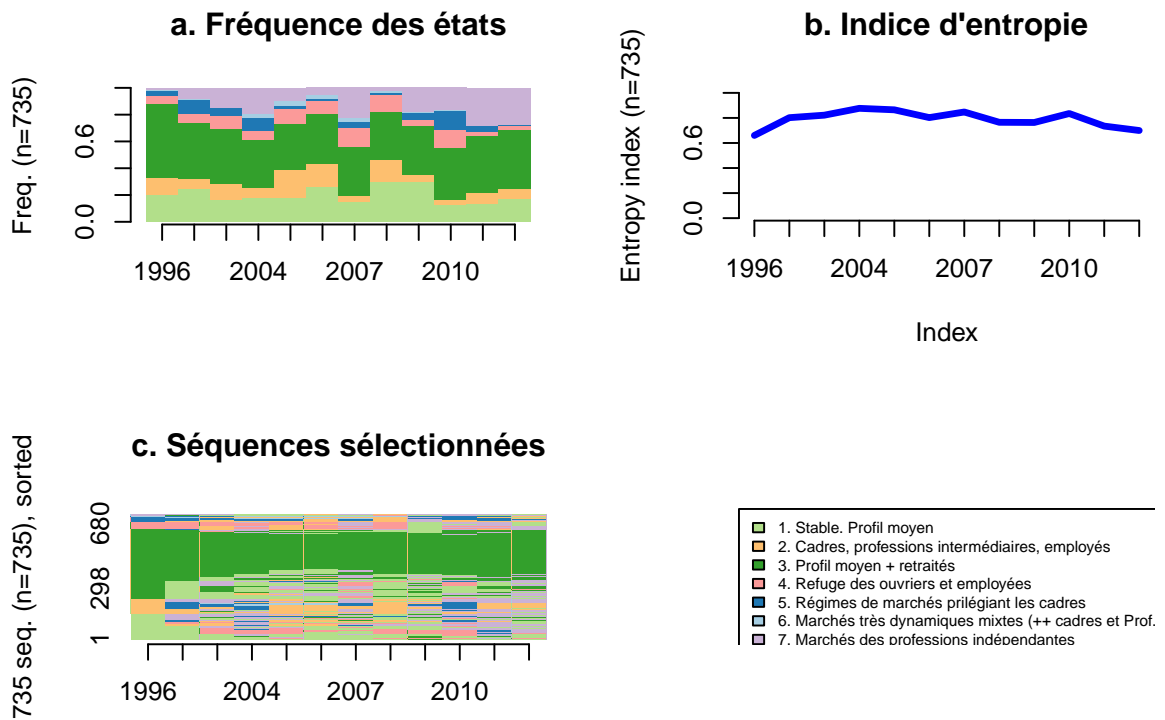 a. Fréquence des états
Freq. (n=735)
0.0
0.6
1996
2004
2007
2010
b. Indice d'entropie
Entropy index (n=735)
0.0
0.6
1996
2004
2007
2010
Index
c. Séquences sélectionnées
735 seq. (n=735), sorted
1
298
680
1996
2004
2007
2010
1. Stable. Profil moyen
2. Cadres, professions intermédiaires, employés
3. Profil moyen + retraités
4. Refuge des ouvriers et employées
5. Régimes de marchés prilégiant les cadres
6. Marchés très dynamiques mixtes (++ cadres et Prof.
7. Marchés des professions indépendantes